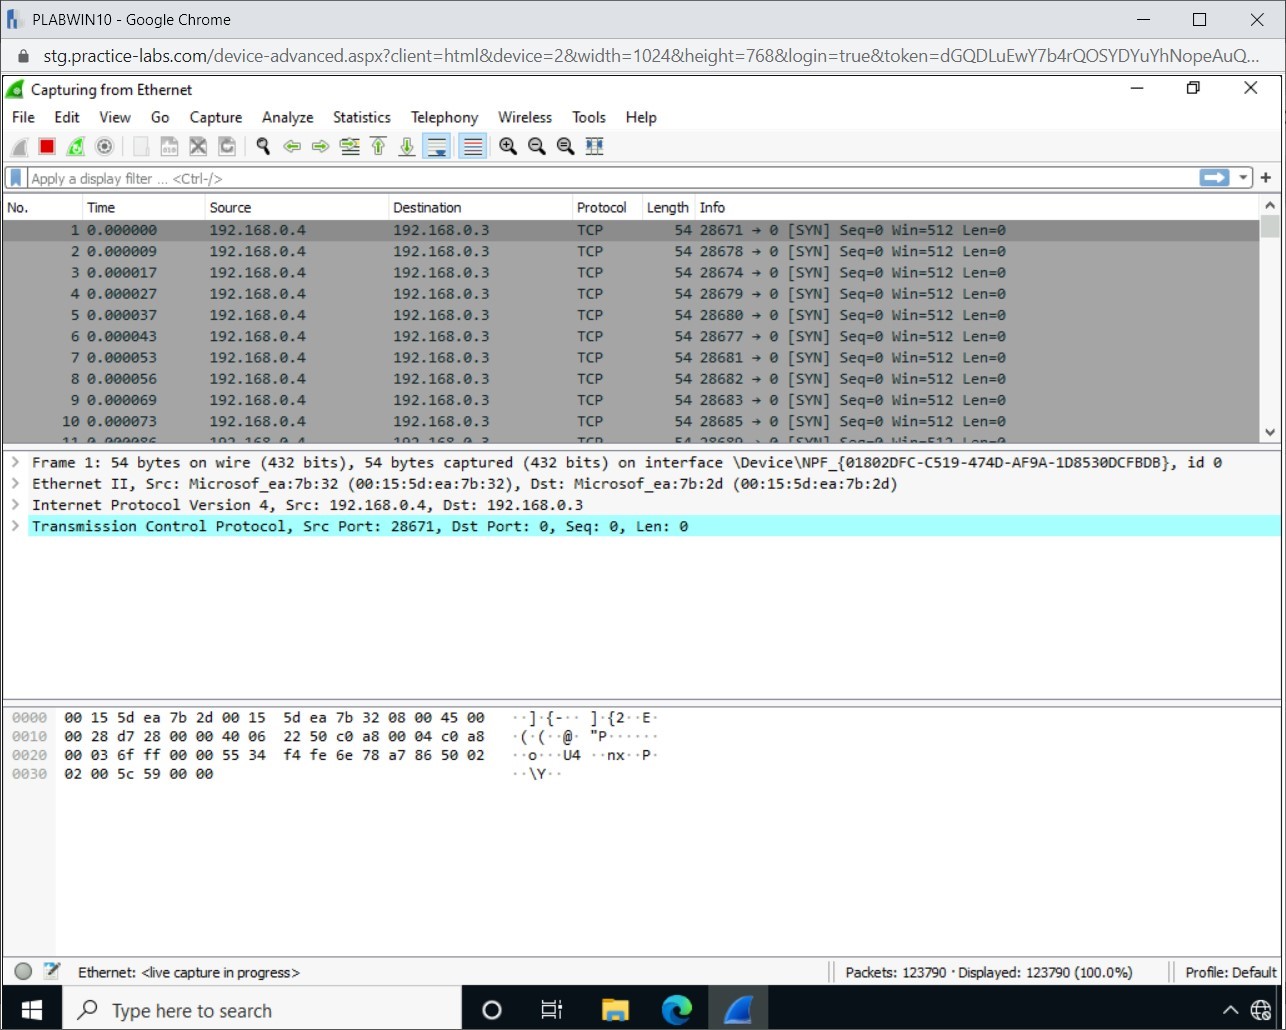 PLABWIN10 - Google Chrome
stg.practice-labs.com/device-advanced.aspx?client=html&device=2&width=1024&height=768&login=true&token=dGQDLuEwY7b4rQOSYDYuYhNopeAuQ...
Capturing from Ethernet
File Edit View Go Capture Analyze Statistics Telephony Wireless Tools Help
Apply a display filter ... <Ctrl-/>
No. Time Source Destination Protocol Length Info
1 0.000000 192.168.0.4 192.168.0.3 TCP 54 28671 → 0 [SYN] Seq=0 Win=512 Len=0
2 0.000009 192.168.0.4 192.168.0.3 TCP 54 28678 → 0 [SYN] Seq=0 Win=512 Len=0
3 0.000017 192.168.0.4 192.168.0.3 TCP 54 28674 → 0 [SYN] Seq=0 Win=512 Len=0
4 0.000027 192.168.0.4 192.168.0.3 TCP 54 28679 → 0 [SYN] Seq=0 Win=512 Len=0
5 0.000037 192.168.0.4 192.168.0.3 TCP 54 28680 → 0 [SYN] Seq=0 Win=512 Len=0
6 0.000043 192.168.0.4 192.168.0.3 TCP 54 28677 → 0 [SYN] Seq=0 Win=512 Len=0
7 0.000053 192.168.0.4 192.168.0.3 TCP 54 28681 → 0 [SYN] Seq=0 Win=512 Len=0
8 0.000056 192.168.0.4 192.168.0.3 TCP 54 28682 → 0 [SYN] Seq=0 Win=512 Len=0
9 0.000069 192.168.0.4 192.168.0.3 TCP 54 28683 → 0 [SYN] Seq=0 Win=512 Len=0
10 0.000073 192.168.0.4 192.168.0.3 TCP 54 28685 → 0 [SYN] Seq=0 Win=512 Len=0
Frame 1: 54 bytes on wire (432 bits), 54 bytes captured (432 bits) on interface \Device\NPF_{01802DFC-C519-474D-AF9A-1D8530DCFBDB}, id 0
Ethernet II, Src: Microsof_ea:7b:32 (00:15:5d:ea:7b:32), Dst: Microsof_ea:7b:2d (00:15:5d:ea:7b:2d)
Internet Protocol Version 4, Src: 192.168.0.4, Dst: 192.168.0.3
Transmission Control Protocol, Src Port: 28671, Dst Port: 0, Seq: 0, Len: 0
0000 00 15 5d ea 7b 2d 00 15 5d ea 7b 32 08 00 45 00 ··]·{-·· ]·{2··E·
0010 00 28 d7 28 00 00 40 06 22 50 c0 a8 00 04 c0 a8 ·(·(··@· "P······
0020 00 03 6f ff 00 00 55 34 f4 fe 6e 78 a7 86 50 02 ··o···U4 ··nx··P·
0030 02 00 5c 59 00 00 ··\Y··
Ethernet: <live capture in progress>
Packets: 123790 · Displayed: 123790 (100.0%)
Profile: Default
Type here to search